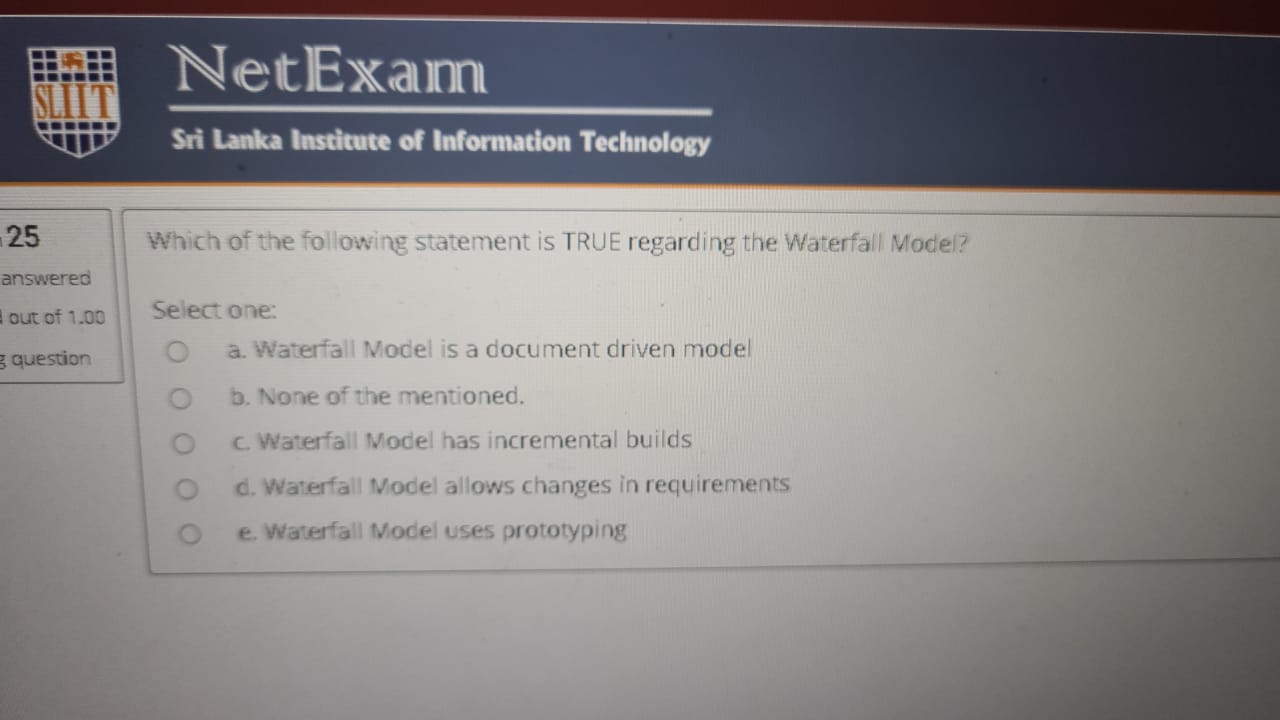 SLIIT
NetExam
Sri Lanka Institute of Information Technology
25
answered
out of 1.00
question
Which of the following statement is TRUE regarding the Waterfall Model?
Select one:
a. Waterfall Model is a document driven model
b. None of the mentioned.
c. Waterfall Model has incremental builds
d. Waterfall Model allows changes in requirements
e. Waterfall Model uses prototyping